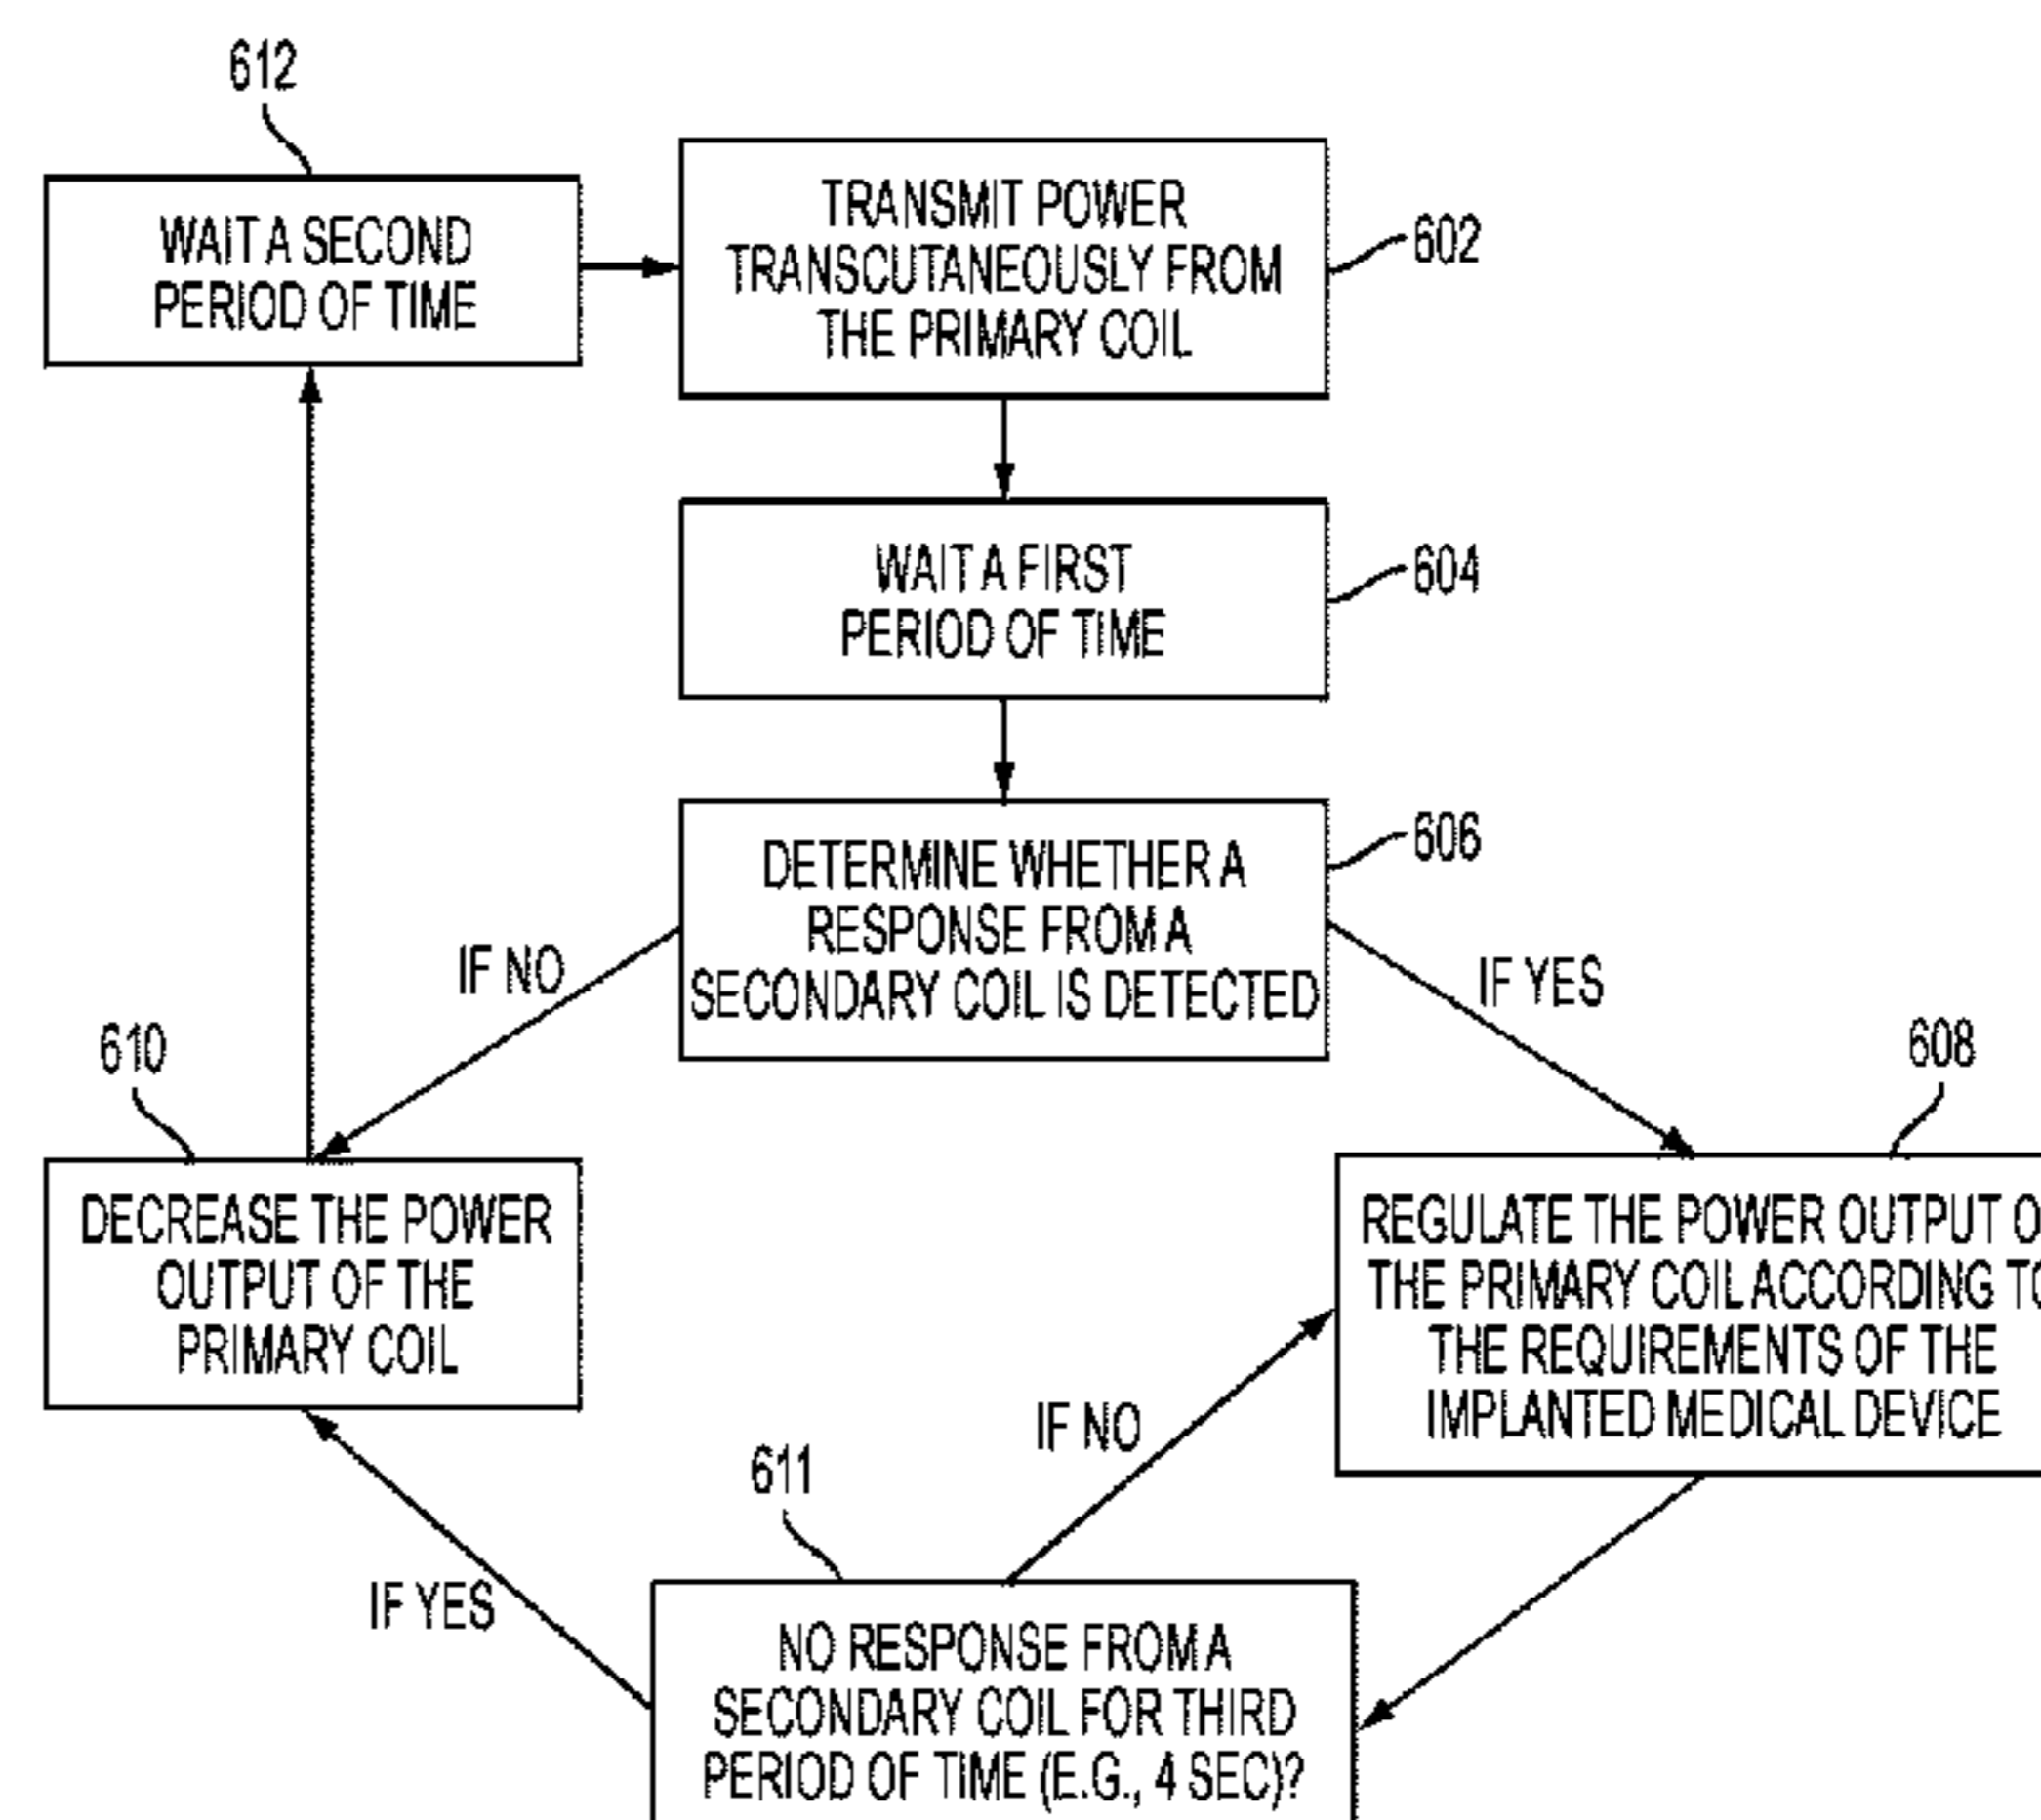 612
WAIT A SECOND
PERIOD OF TIME
TRANSMIT POWER
TRANSCUTANEOUSLY FROM
THE PRIMARY COIL
602
WAIT A FIRST
PERIOD OF TIME
604
DETERMINE WHETHER A
RESPONSE FROM A
SECONDARY COIL IS DETECTED
606
IF NO
IF YES
610
DECREASE THE POWER
OUTPUT OF THE
PRIMARY COIL
608
REGULATE THE POWER OUTPUT
THE PRIMARY COIL ACCORDING TO
THE REQUIREMENTS OF THE
IMPLANTED MEDICAL DEVICE
IF NO
611
IF YES
NO RESPONSE FROM A
SECONDARY COIL FOR THIRD
PERIOD OF TIME (E.G., 4 SEC)?